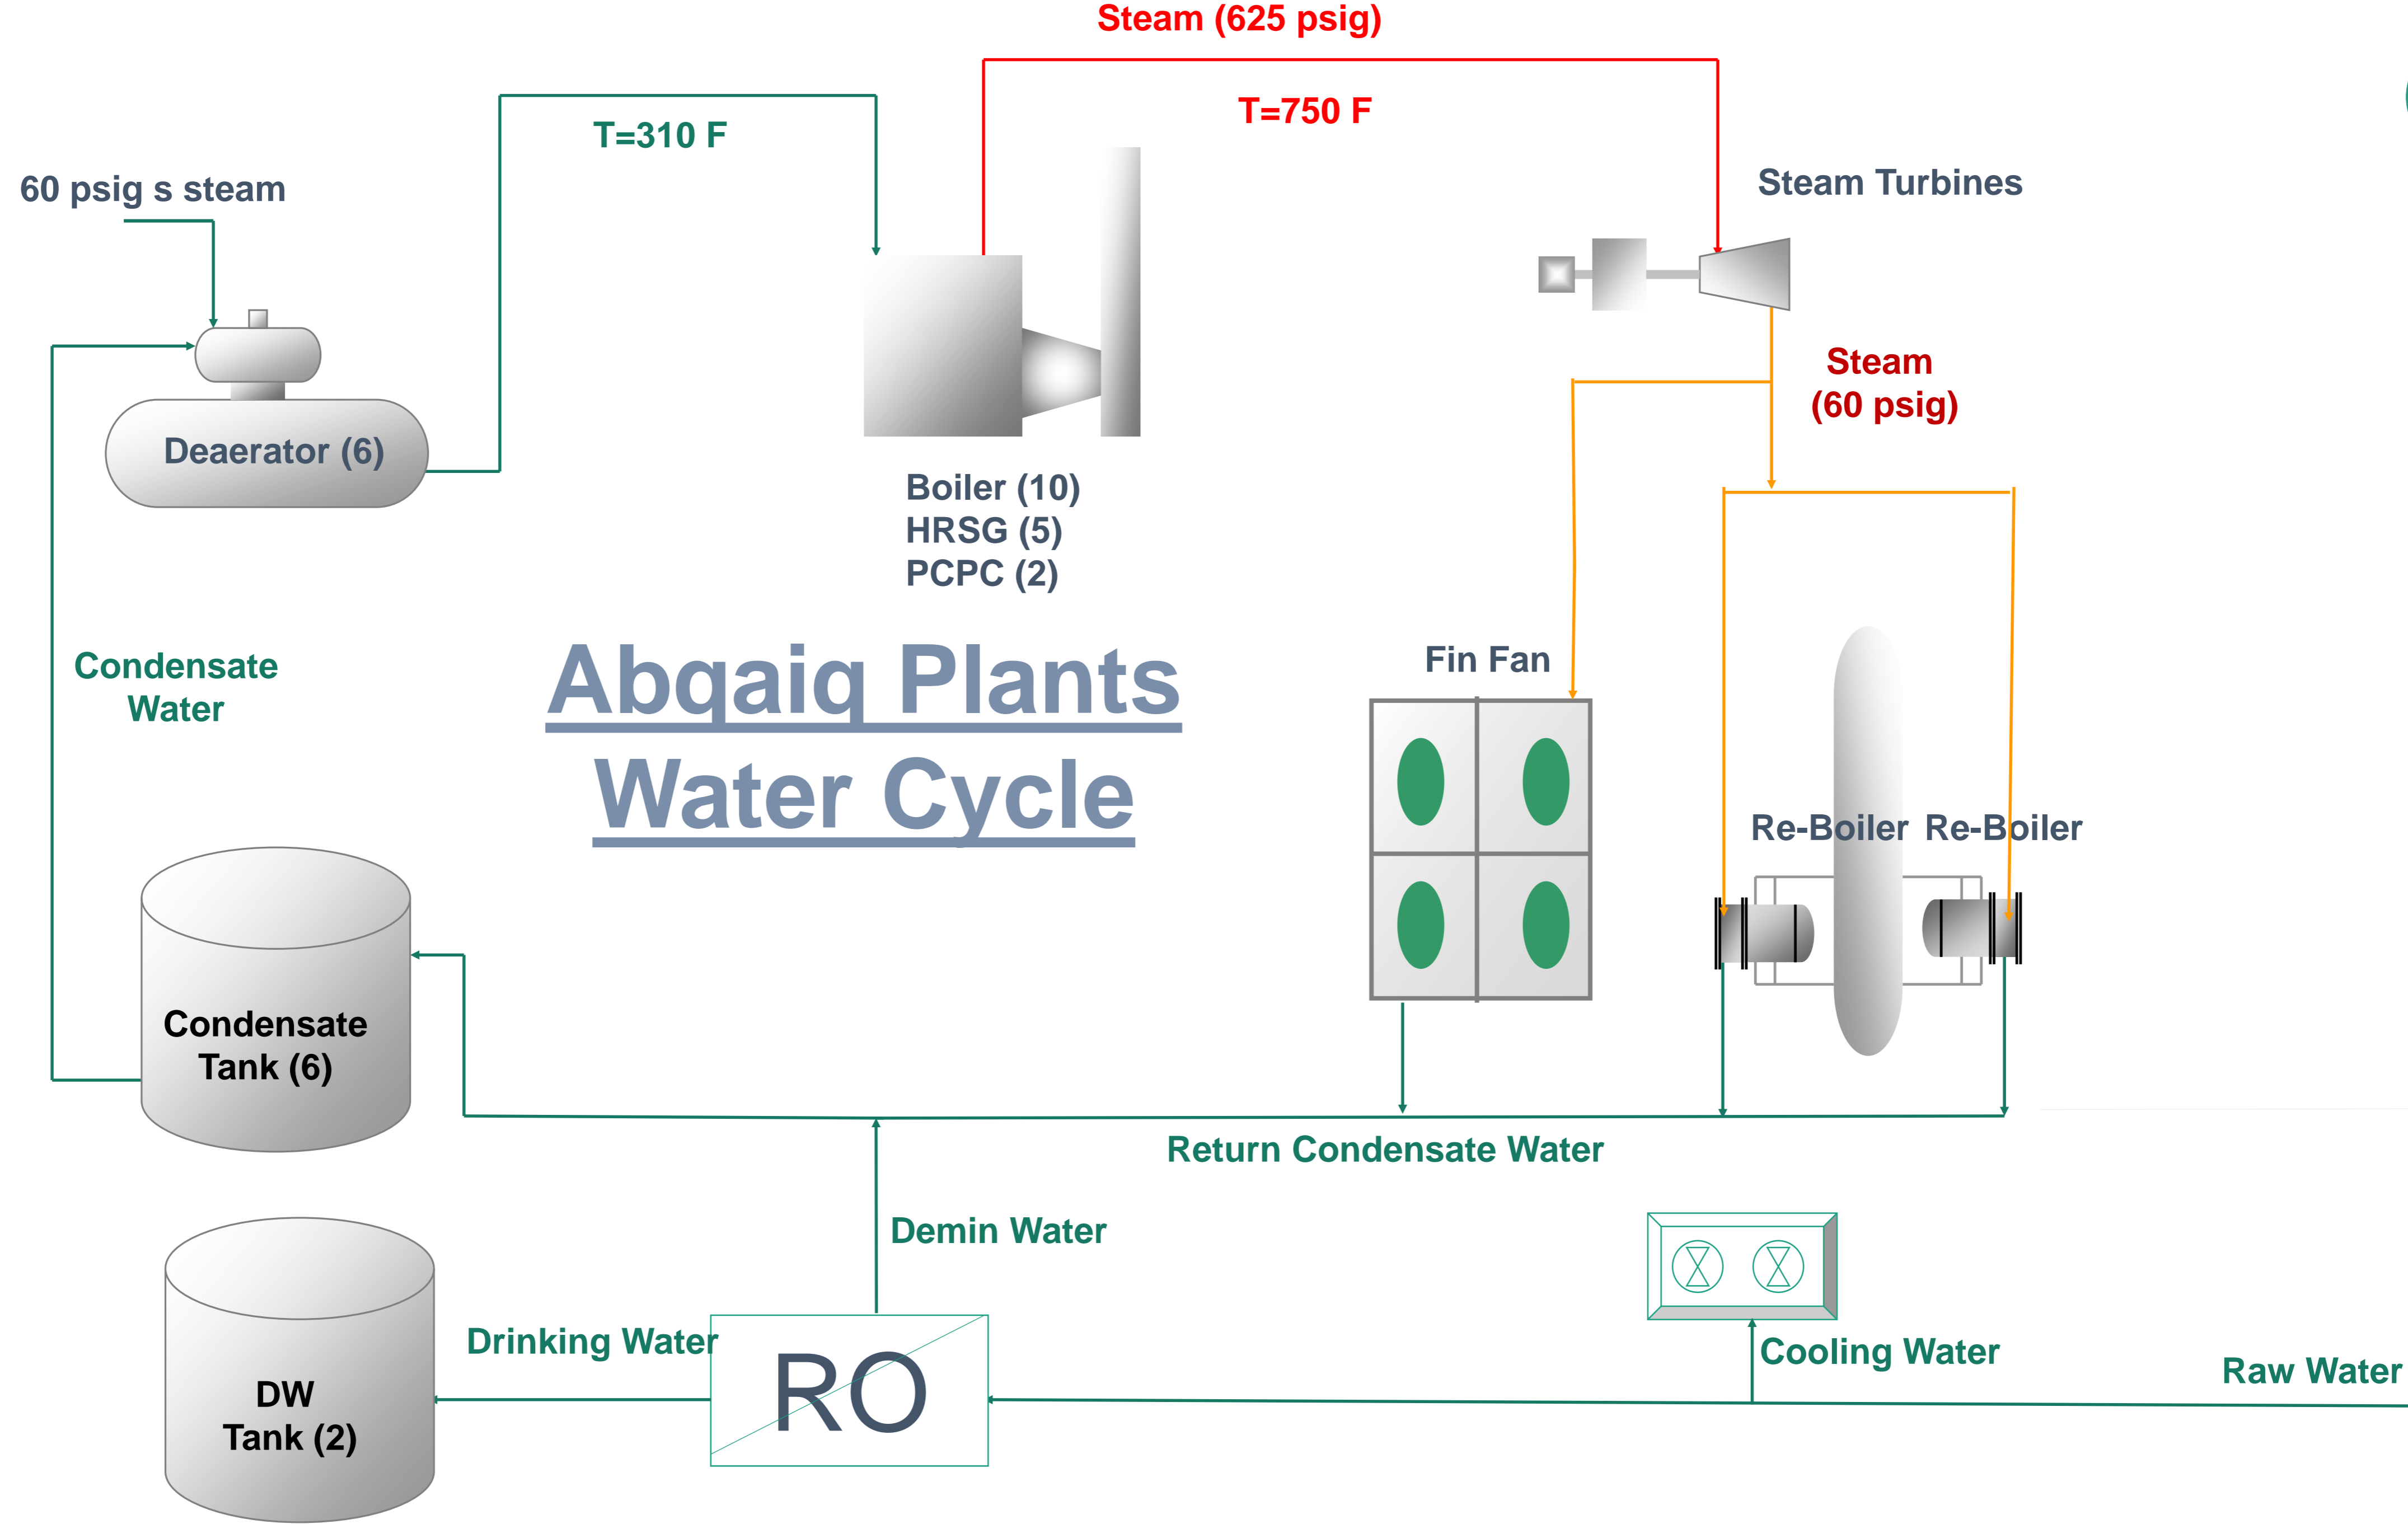 Steam (625 psig)
T=750 F
T=310 F
60 psig s steam
Steam Turbines
Steam
(60 psig)
Deaerator (6)
Boiler (10)
HRSG (5)
PCPC (2)
Condensate
Water
Abqaiq Plants
Water Cycle
Fin Fan
Re-Boiler
Re-Boiler
Condensate
Tank (6)
Return Condensate Water
Demin Water
Drinking Water
RO
Cooling Water
Raw Water
DW
Tank (2)